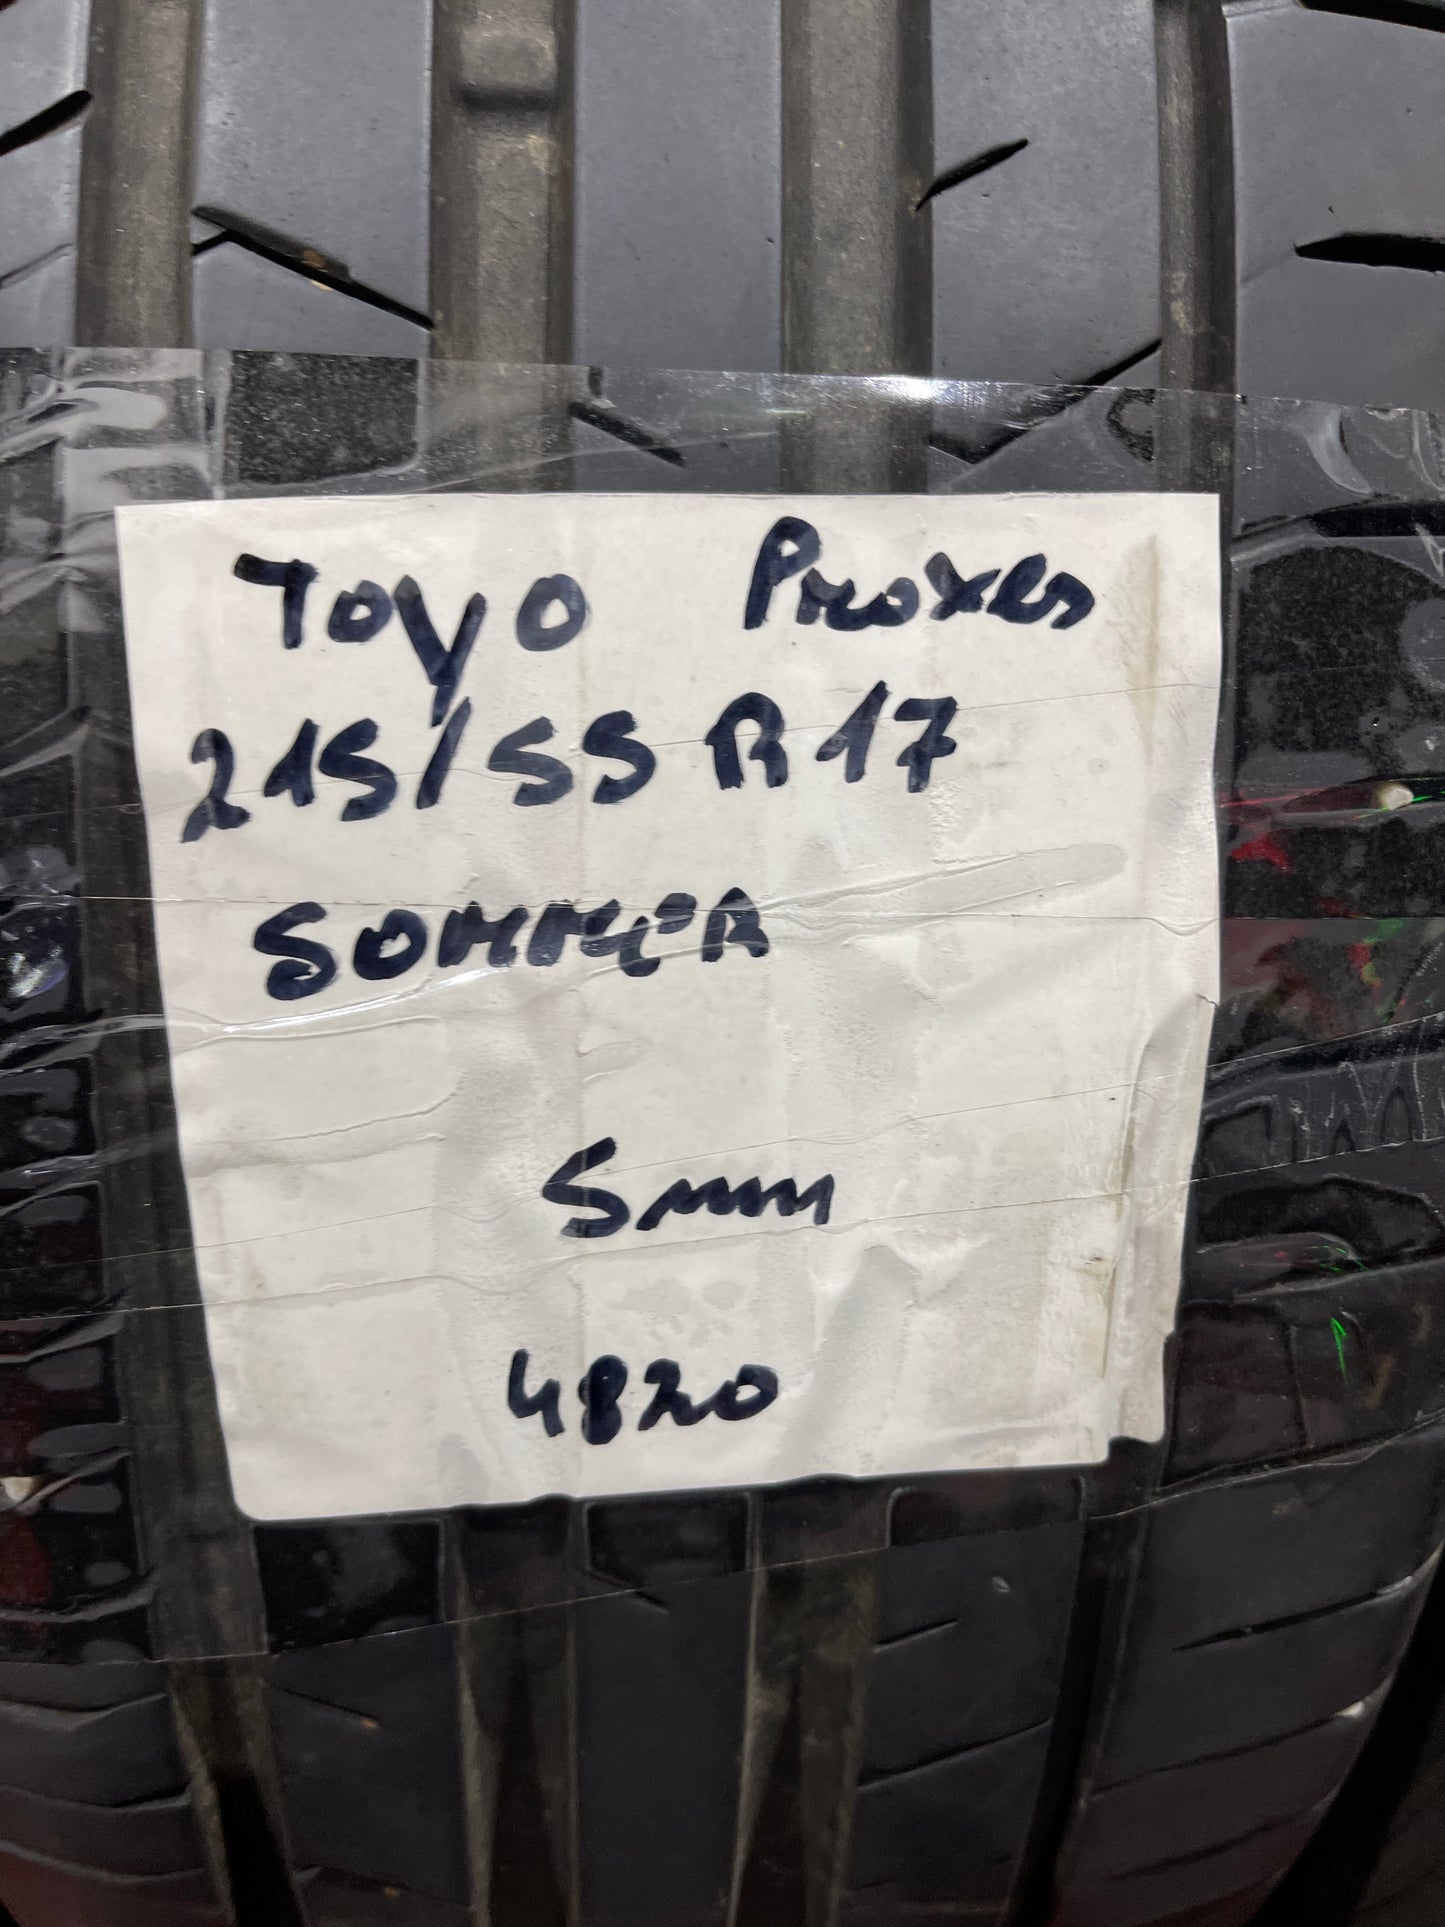 Toyo Proxes
215/55 R17
SOMMER
5mm
4820